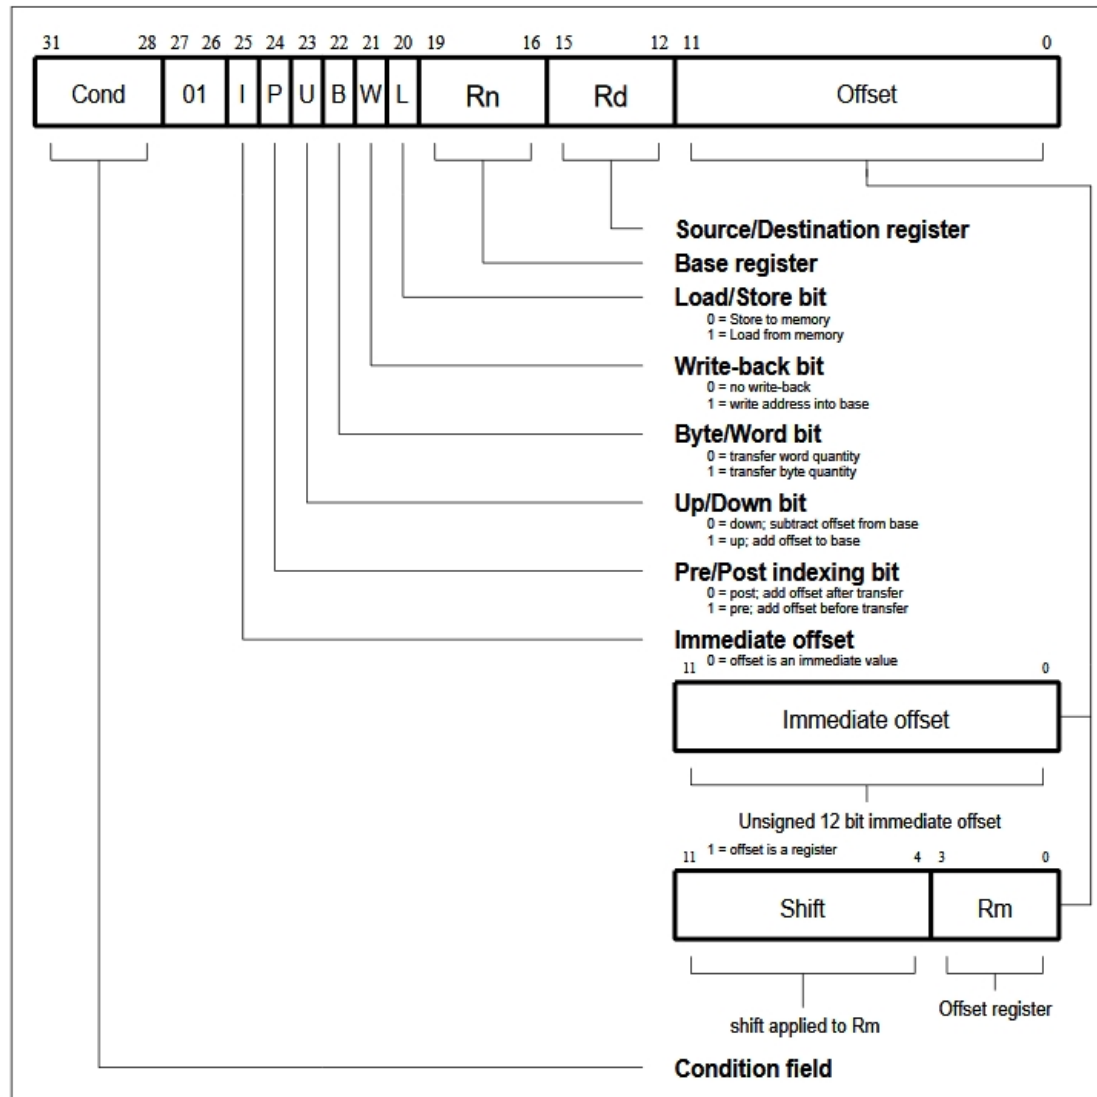 31 28 27 26 25 24 23 22 21 20 19 16 15 12 11 0
Cond 01 I P U B W L Rn Rd Offset
Source/Destination register
Base register
Load/Store bit
0 = Store to memory
1 = Load from memory
Write-back bit
0 = no write-back
1 = write address into base
Byte/Word bit
0 = transfer word quantity
1 = transfer byte quantity
Up/Down bit
0 = down; subtract offset from base
1 = up; add offset to base
Pre/Post indexing bit
0 = post; add offset after transfer
1 = pre; add offset before transfer
Immediate offset
0 = offset is an immediate value
11 0
Immediate offset
Unsigned 12 bit immediate offset
1 = offset is a register
11 4 3 0
Shift Rm
Offset register
shift applied to Rm
Condition field